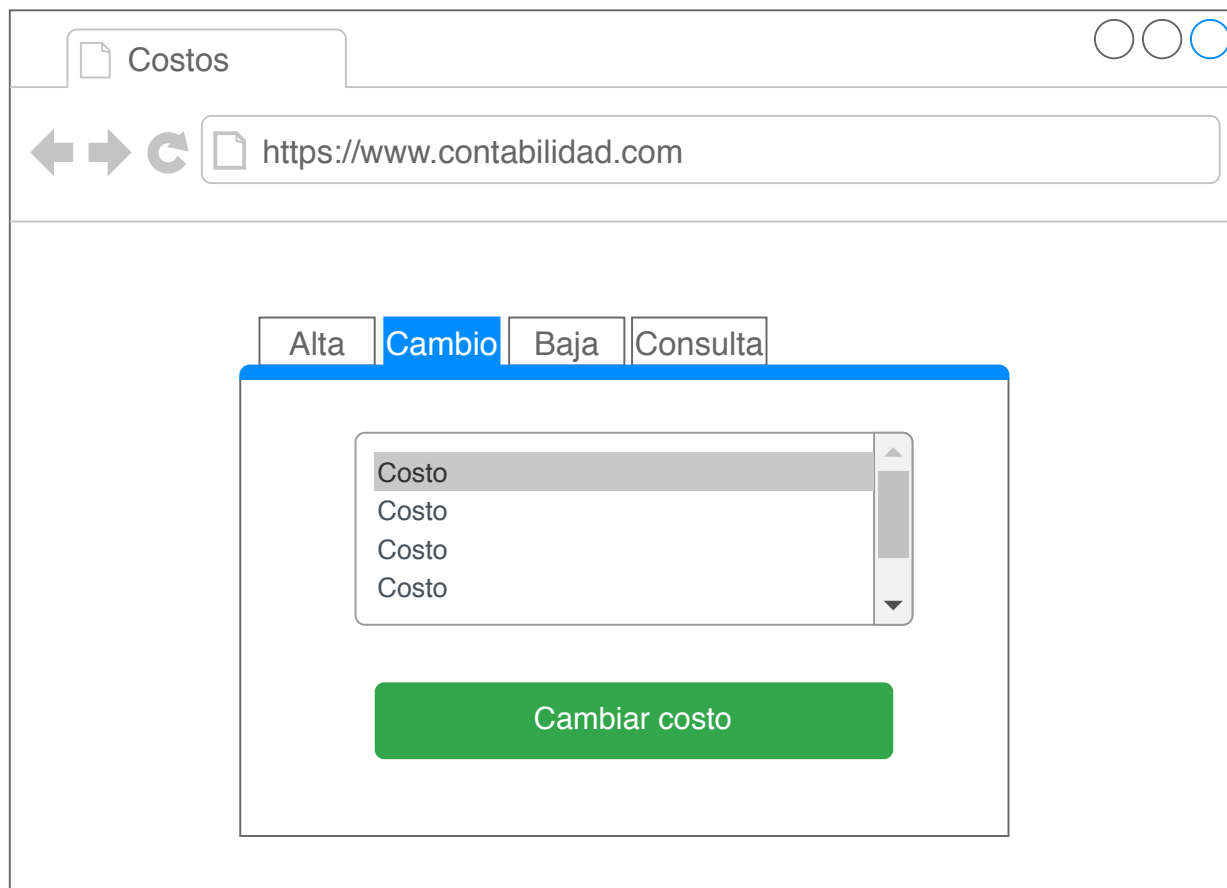 Costos
https://www.contabilidad.com
Alta Cambio Baja Consulta
Costo
Costo
Costo
Costo
Cambiar costo